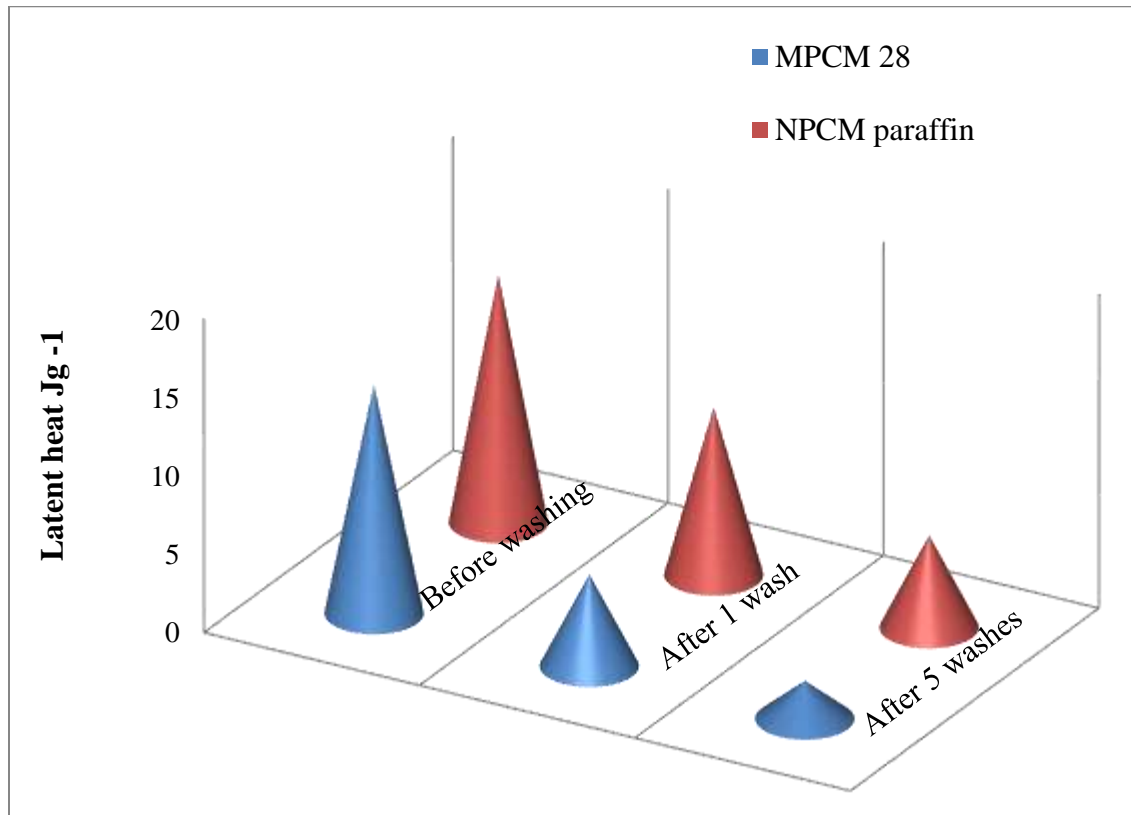 MPCM 28
NPCM paraffin
Latent heat Jg -1
20
15
10
5
0
Before washing
After 1 wash
After 5 washes